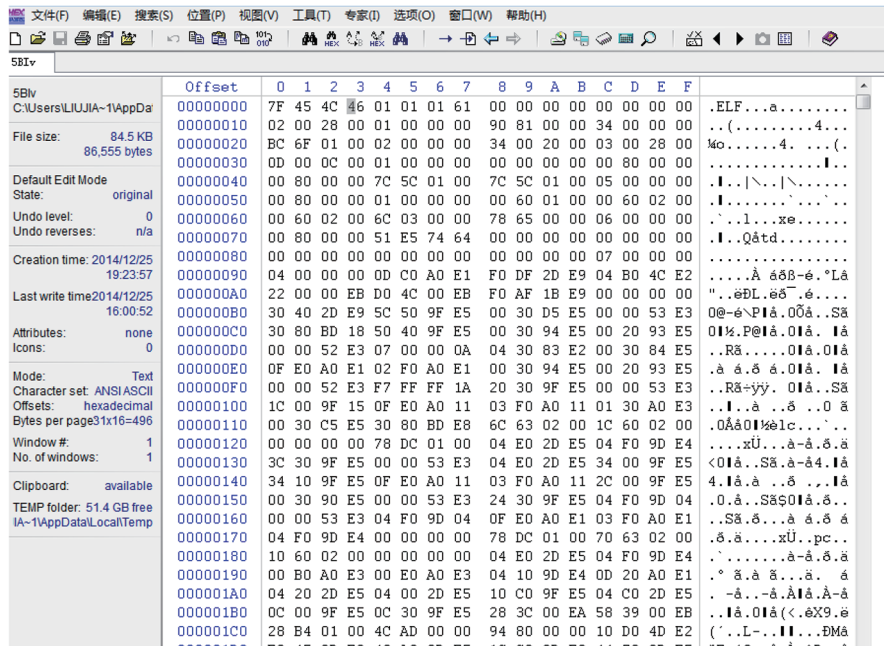 文件(F) 编辑(E) 搜索(S) 位置(P) 视图(V) 工具(T) 专家(I) 选项(O) 窗口(W) 帮助(H)
5BIv
5BIv
C:\Users\LIUJIA~1\AppDa
File size: 84.5 KB
86,555 bytes
Default Edit Mode
State: original
Undo level: 0
Undo reverses: n/a
Creation time: 2014/12/25
19:23:57
Last write time2014/12/25
16:00:52
Attributes: none
Icons: 0
Mode: Text
Character set: ANSI ASCII
Offsets: hexadecimal
Bytes per page31x16=496
Window #: 1
No. of windows: 1
Clipboard: available
TEMP folder: 51.4 GB free
IA~1\AppData\Local\Temp
Offset 0 1 2 3 4 5 6 7 8 9 A B C D E F
00000000 7F 45 4C 46 01 01 01 61 00 00 00 00 00 00 00 00 .ELF...a........
00000010 02 00 28 00 01 00 00 00 90 81 00 00 34 00 00 00
00000020 BC 6F 01 00 02 00 00 00 34 00 20 00 03 00 28 00
00000030 0D 00 0C 00 01 00 00 00 00 00 00 00 00 80 00 00
00000040 00 80 00 00 7C 5C 01 00 7C 5C 01 00 05 00 00 00
00000050 00 80 00 00 01 00 00 00 00 60 01 00 00 60 02 00
00000060 00 60 02 00 6C 03 00 00 78 65 00 00 06 00 00 00
00000070 00 80 00 00 51 E5 74 64 00 00 00 00 00 00 00 00
00000080 00 00 00 00 00 00 00 00 00 00 00 00 07 00 00 00
00000090 04 00 00 00 0D C0 A0 E1 F0 DF 2D E9 04 B0 4C E2
000000A0 22 00 00 EB D0 4C 00 EB F0 AF 1B E9 00 00 00 00
000000B0 30 40 2D E9 5C 50 9F E5 00 30 D5 E5 00 00 53 E3
000000C0 30 80 BD 18 50 40 9F E5 00 30 94 E5 00 20 93 E5
000000D0 00 00 52 E3 07 00 00 0A 04 30 83 E2 00 30 84 E5
000000E0 0F E0 A0 E1 02 F0 A0 E1 00 30 94 E5 00 20 93 E5
000000F0 00 00 52 E3 F7 FF FF 1A 20 30 9F E5 00 00 53 E3
00000100 1C 00 9F 15 0F E0 A0 11 03 F0 A0 11 01 30 A0 E3
00000110 00 30 C5 E5 30 80 BD E8 6C 63 02 00 1C 60 02 00
00000120 00 00 00 00 78 DC 01 00 04 E0 2D E5 04 F0 9D E4
00000130 3C 30 9F E5 00 00 53 E3 04 E0 2D E5 34 00 9F E5
00000140 34 10 9F E5 0F E0 A0 11 03 F0 A0 11 2C 00 9F E5
00000150 00 30 90 E5 00 00 53 E3 24 30 9F E5 04 F0 9D 04
00000160 00 00 53 E3 04 F0 9D 04 0F E0 A0 E1 03 F0 A0 E1
00000170 04 F0 9D E4 00 00 00 00 78 DC 01 00 70 63 02 00
00000180 10 60 02 00 00 00 00 00 04 E0 2D E5 04 F0 9D E4
00000190 00 B0 A0 E3 00 E0 A0 E3 04 10 9D E4 0D 20 A0 E1
000001A0 04 20 2D E5 04 00 2D E5 10 C0 9F E5 04 C0 2D E5
000001B0 0C 00 9F E5 0C 30 9F E5 28 3C 00 EA 58 39 00 EB
000001C0 28 B4 01 00 4C AD 00 00 94 80 00 00 10 D0 4D E2